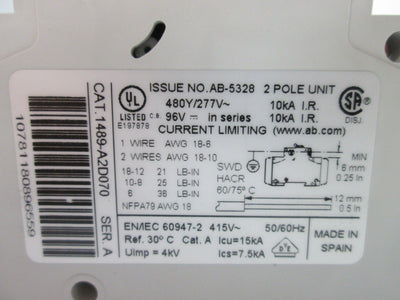 UL
LISTED
E197878
ISSUE NO. AB-5328 2 POLE UNIT
480Y/277V~ 10kA I.R.
C.B. 96V ⎓ in series 10kA I.R.
CURRENT LIMITING (www.ab.com)
SA
1 WIRE AWG 18-6
2 WIRES AWG 18-10
18-12 21 LB-IN
10-8 25 LB-IN
6 38 LB-IN
NFPA79 AWG 18
SWD
HACR
60/75°C
MIN
6 mm
0.25 In
12 mm
0.5 In
EN/IEC 60947-2 415V~ 50/60Hz
Ref. 30° C Cat. A Icu=15kA
Uimp = 4kV Ics=7.5kA
DVE
MADE IN
SPAIN
CAT. 1489-A2D070 SER. A
10781180896559